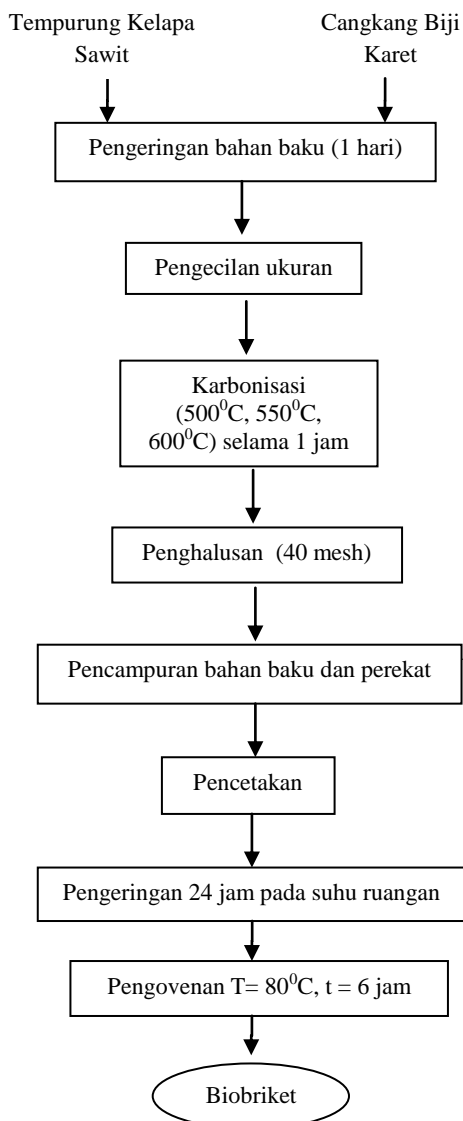 Tempurung Kelapa
Sawit
Cangkang Biji
Karet
Pengeringan bahan baku (1 hari)
Pengecilan ukuran
Karbonisasi
(500⁰C, 550⁰C,
600⁰C) selama 1 jam
Penghalusan (40 mesh)
Pencampuran bahan baku dan perekat
Pencetakan
Pengeringan 24 jam pada suhu ruangan
Pengovenan T= 80⁰C, t = 6 jam
Biobriket